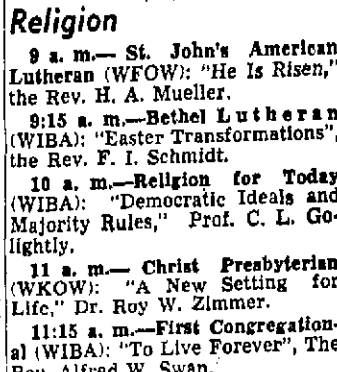 Religion
9 a. m.— St. John's American
Lutheran (WFOW): "He Is Risen,"
the Rev. H. A. Mueller.
9:15 a. m.—Bethel Lutheran
(WIBA): "Easter Transformations",
the Rev. F. I. Schmidt.
10 a. m.—Religion for Today
(WIBA): "Democratic Ideals and
Majority Rules," Prof. C. L. Go-
lightly.
11 a. m.— Christ Presbyterian
(WKOW): "A New Setting for
Life," Dr. Roy W. Zimmer.
11:15 a. m.—First Congregation-
al (WIBA): "To Live Forever", The
Rev. Alfred W. Swan.